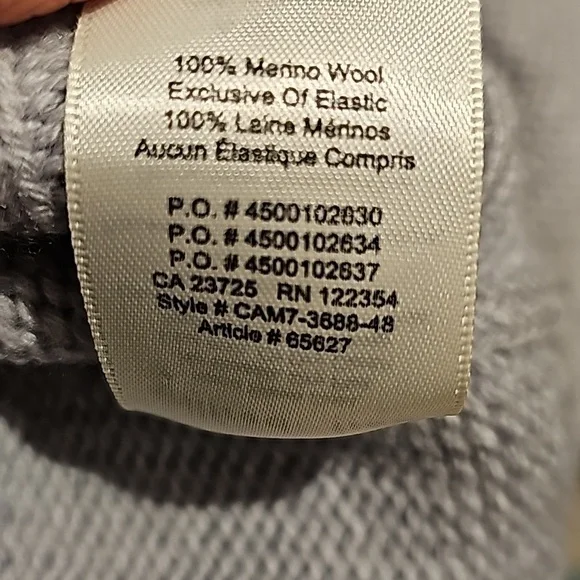 100% Merino Wool
Exclusive Of Elastic
100% Laine Mérinos
Aucun Élastique Compris
P.O. # 4500102630
P.O. # 4500102634
P.O. # 4500102637
CA 23725 RN 122354
Style # CAM7-3688-48
Article # 65627